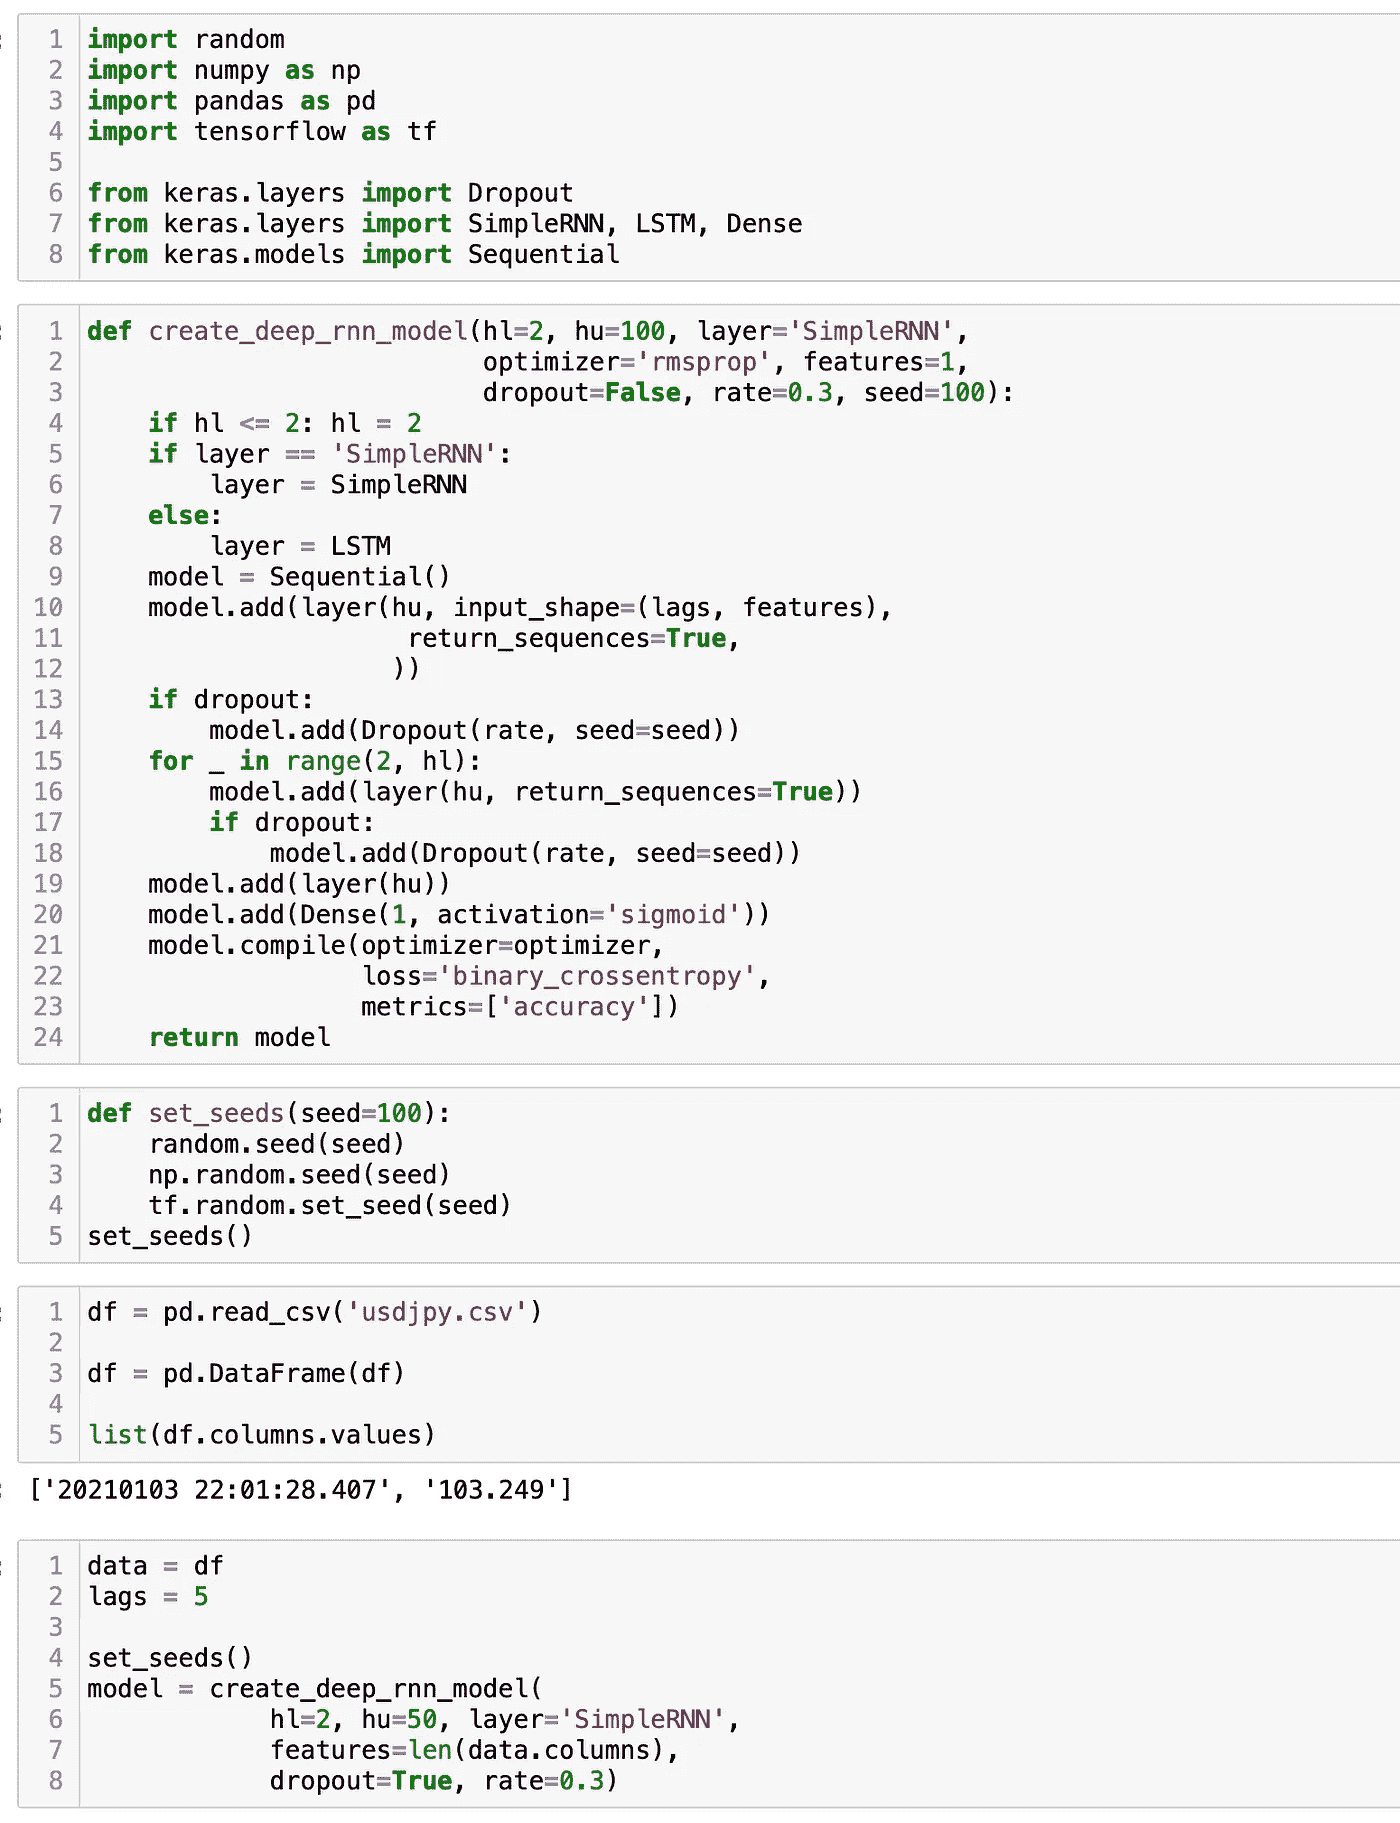 1 import random
2 import numpy as np
3 import pandas as pd
4 import tensorflow as tf
5
6 from keras.layers import Dropout
7 from keras.layers import SimpleRNN, LSTM, Dense
8 from keras.models import Sequential
1 def create_deep_rnn_model(hl=2, hu=100, layer='SimpleRNN',
2                           optimizer='rmsprop', features=1,
3                           dropout=False, rate=0.3, seed=100):
4     if hl <= 2: hl = 2
5     if layer == 'SimpleRNN':
6         layer = SimpleRNN
7     else:
8         layer = LSTM
9     model = Sequential()
10     model.add(layer(hu, input_shape=(lags, features),
11                      return_sequences=True,
12                     ))
13     if dropout:
14         model.add(Dropout(rate, seed=seed))
15     for _ in range(2, hl):
16         model.add(layer(hu, return_sequences=True))
17         if dropout:
18             model.add(Dropout(rate, seed=seed))
19     model.add(layer(hu))
20     model.add(Dense(1, activation='sigmoid'))
21     model.compile(optimizer=optimizer,
22                   loss='binary_crossentropy',
23                   metrics=['accuracy'])
24     return model
1 def set_seeds(seed=100):
2     random.seed(seed)
3     np.random.seed(seed)
4     tf.random.set_seed(seed)
5 set_seeds()
1 df = pd.read_csv('usdjpy.csv')
2
3 df = pd.DataFrame(df)
4
5 list(df.columns.values)
['20210103 22:01:28.407', '103.249']
1 data = df
2 lags = 5
3
4 set_seeds()
5 model = create_deep_rnn_model(
6             hl=2, hu=50, layer='SimpleRNN',
7             features=len(data.columns),
8             dropout=True, rate=0.3)